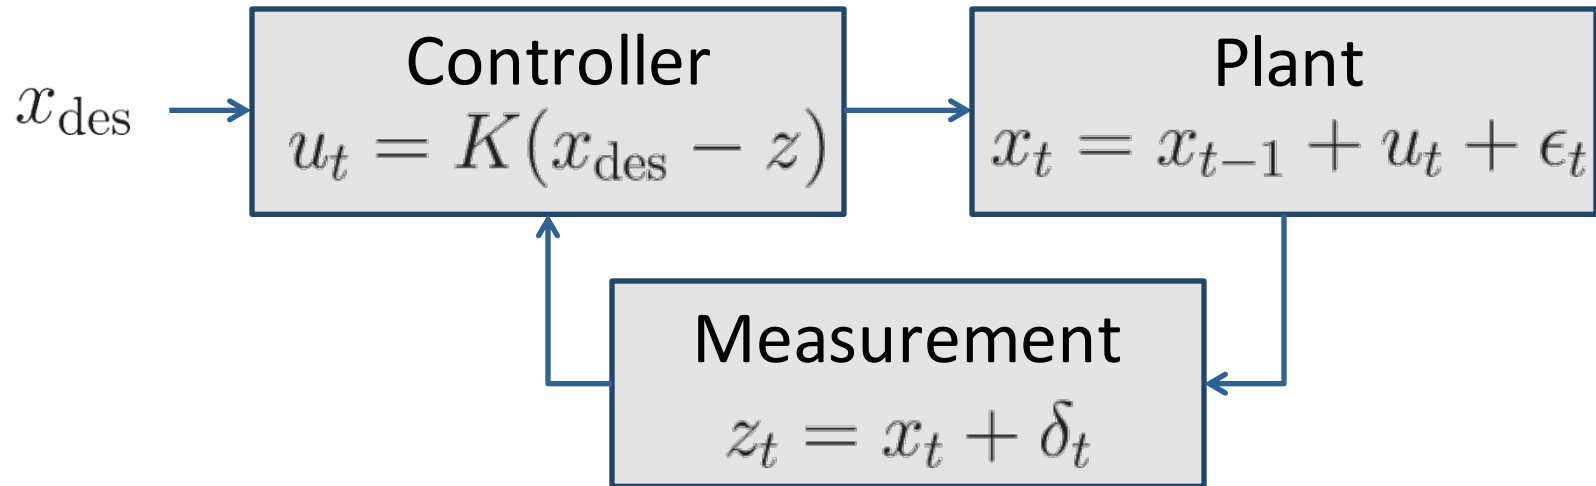 x_des
Controller
u_t = K(x_des − z)
Plant
x_t = x_{t−1} + u_t + ϵ_t
Measurement
z_t = x_t + δ_t